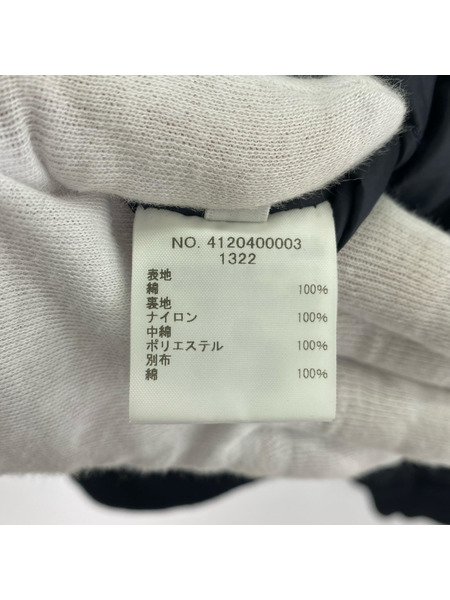 NO. 4120400003
1322
表地
綿 100%
裏地
ナイロン 100%
中綿
ポリエステル 100%
別布
綿 100%